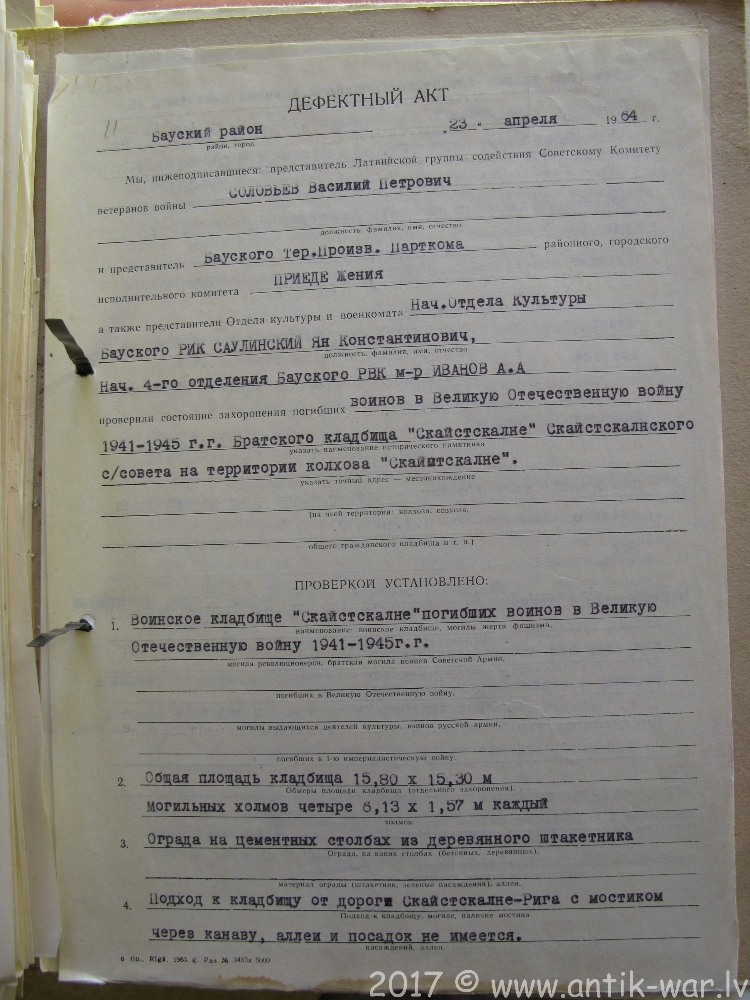 11
ДЕФЕКТНЫЙ АКТ
Бауский район „23" апреля 1964 г.
район, город
Мы, нижеподписавшиеся: представитель Латвийской группы содействия Советскому Комитету
ветеранов войны СОЛОВЬЕВ Василий Петрович
должность, фамилия, имя, отчество
и представитель Бауского Тер.Произв. Парткома районного, городского
исполнительного комитета ПРИЕДЕ Жения
а также представители Отдела культуры и военкомата Нач.Отдела Культуры
Бауского РИК САУЛИНСКИЙ Ян Константинович,
должность, фамилия, имя, отчество
Нач. 4-го отделения Бауского РВК м-р ИВАНОВ А.А
проверили состояние захоронения погибших воинов в Великую Отечественную войну
1941-1945 г.г. Братского кладбища "Скайстскалне" Скайстскалнского
указать наименование исторического памятника
с/совета на территории колхоза "Скайштскалне".
указать точный адрес — местонахождение
(на чьей территории: колхоза, совхоза,
общего гражданского кладбища и т. п.)
ПРОВЕРКОЙ УСТАНОВЛЕНО:
1. Воинское кладбище "Скайстскалне"погибших воинов в Великую
наименование: воинское кладбище, могилы жертв фашизма,
Отечественную войну 1941-1945г.г.
могила революционеров, братская могила воинов Советской Армии,
погибших в Великую Отечественную войну,
могилы выдающихся деятелей культуры, воинов русской армии,
погибших в 1-ю империалистическую войну.
2. Общая площадь кладбища 15,80 х 15,30 м
Обмеры площади кладбища (отдельного захоронения).
Могильных холмов четыре 6,13 х 1,57 м каждый
холмов.
3. Ограда на цементных столбах из деревянного штакетника
Ограда, на каких столбах (бетонных, деревянных),
материал ограды (штакетник, зеленые насаждения), аллеи.
4. Подход к кладбищу от дороги Скайстскалне-Рига с мостиком
Подход к кладбищу, могиле, наличие мостика
через канаву, аллеи и посадок не имеется.
насаждений, аллеи.
6 По., Rīgā, 1963. g. Pas. № 3483a 5000
2017 © www.antik-war.lv